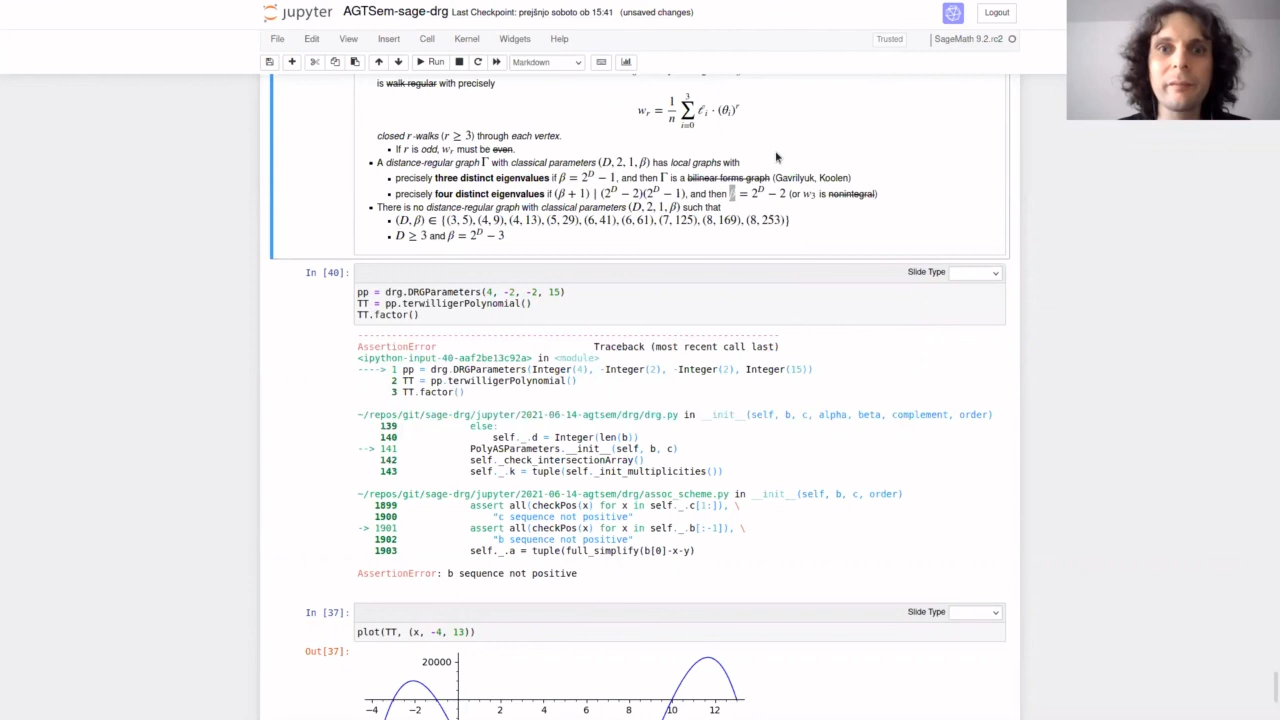 jupyter AGTSem-sage-drg Last Checkpoint: prejšnjo soboto ob 15:41 (unsaved changes) Logout
File Edit View Insert Cell Kernel Widgets Help Trusted SageMath 9.2.rc2
Run Markdown
is walk regular with precisely
w_r = 1/n ∑_{i=0}^{3} ℓ_i · (θ_i)^r
closed r-walks (r ≥ 3) through each vertex.
• If r is odd, w_r must be even.
• A distance-regular graph Γ with classical parameters (D, 2, 1, β) has local graphs with
• precisely three distinct eigenvalues if β = 2^D − 1, and then Γ is a bilinear forms graph (Gavrilyuk, Koolen)
• precisely four distinct eigenvalues if (β + 1) | (2^D − 2)(2^D − 1), and then β = 2^D − 2 (or w_3 is nonintegral)
• There is no distance-regular graph with classical parameters (D, 2, 1, β) such that
• (D, β) ∈ {(3, 5), (4, 9), (4, 13), (5, 29), (6, 41), (6, 61), (7, 125), (8, 169), (8, 253)}
• D ≥ 3 and β = 2^D − 3
In [40]: Slide Type
pp = drg.DRGParameters(4, -2, -2, 15)
TT = pp.terwilligerPolynomial()
TT.factor()
---------------------------------------------------------------------------
AssertionError Traceback (most recent call last)
<ipython-input-40-aaf2be13c92a> in <module>
----> 1 pp = drg.DRGParameters(Integer(4), -Integer(2), -Integer(2), Integer(15))
2 TT = pp.terwilligerPolynomial()
3 TT.factor()
~/repos/git/sage-drg/jupyter/2021-06-14-agtsem/drg/drg.py in __init__(self, b, c, alpha, beta, complement, order)
139 else:
140 self._.d = Integer(len(b))
--> 141 PolyASParameters.__init__(self, b, c)
142 self._check_intersectionArray()
143 self._.k = tuple(self._init_multiplicities())
~/repos/git/sage-drg/jupyter/2021-06-14-agtsem/drg/assoc_scheme.py in __init__(self, b, c, order)
1899 assert all(checkPos(x) for x in self._.c[1:]), \
1900 "c sequence not positive"
-> 1901 assert all(checkPos(x) for x in self._.b[:-1]), \
1902 "b sequence not positive"
1903 self._.a = tuple(full_simplify(b[0]-x-y)
AssertionError: b sequence not positive
In [37]: Slide Type
plot(TT, (x, -4, 13))
Out[37]:
20000
−4 −2 2 4 6 8 10 12